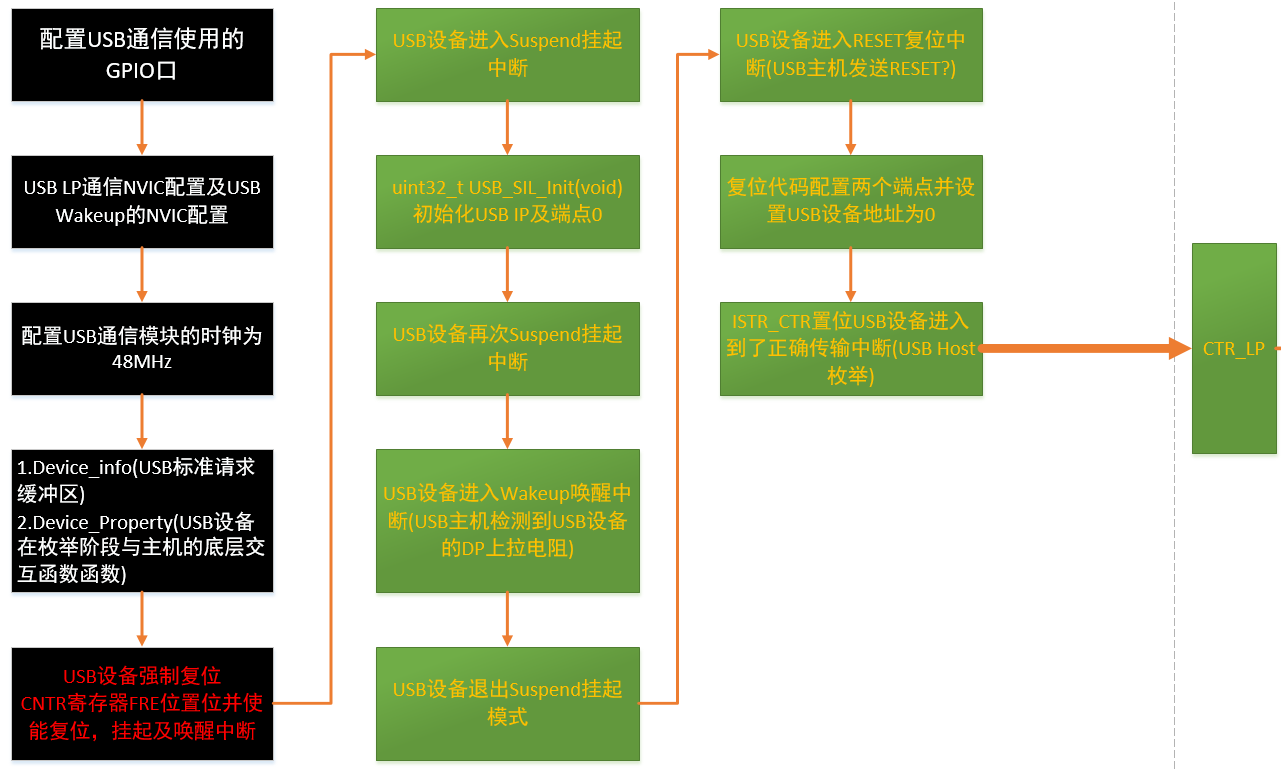 配置USB通信使用的
GPIO口
USB LP通信NVIC配置及USB
Wakeup的NVIC配置
配置USB通信模块的时钟为
48MHz
1.Device_info(USB标准请求
缓冲区)
2.Device_Property(USB设备
在枚举阶段与主机的底层交
互函数函数)
USB设备强制复位
CNTR寄存器FRE位置位并使
能复位，挂起及唤醒中断
USB设备进入Suspend挂起
中断
uint32_t USB_SIL_Init(void)
初始化USB IP及端点0
USB设备再次Suspend挂起
中断
USB设备进入Wakeup唤醒中
断(USB主机检测到USB设备
的DP上拉电阻)
USB设备退出Suspend挂起
模式
USB设备进入RESET复位中
断(USB主机发送RESET?)
复位代码配置两个端点并设
置USB设备地址为0
ISTR_CTR置位USB设备进入
到了正确传输中断(USB Host
枚举)
CTR_LP